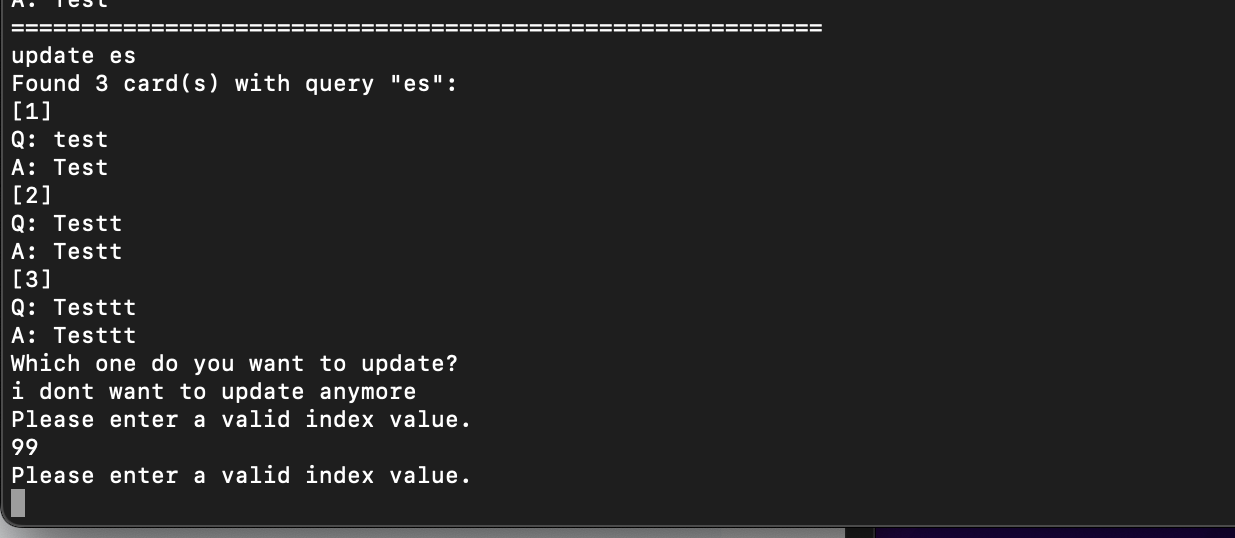 A: Test
==========================================================
update es
Found 3 card(s) with query "es":
[1]
Q: test
A: Test
[2]
Q: Testt
A: Testt
[3]
Q: Testtt
A: Testtt
Which one do you want to update?
i dont want to update anymore
Please enter a valid index value.
99
Please enter a valid index value.